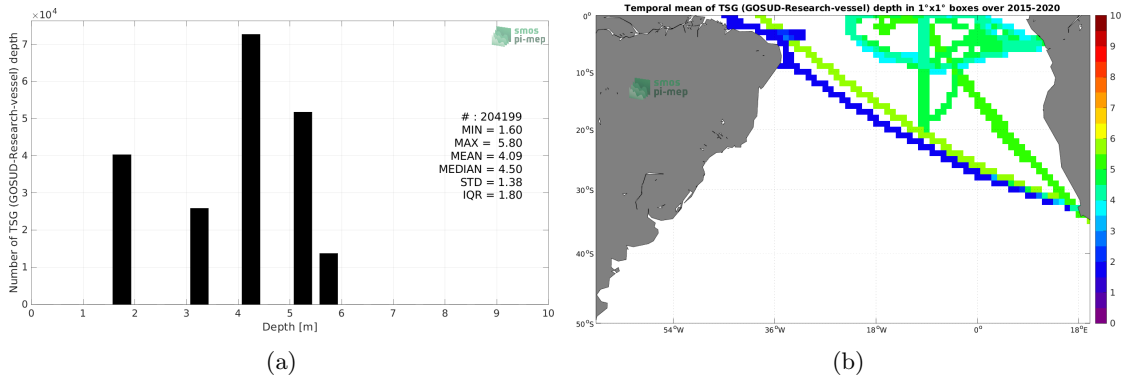 ×10⁴
7
6
5
4
3
2
1
0
Number of TSG (GOSUD-Research-vessel) depth
smos
pi-mep
# : 204199
MIN = 1.60
MAX = 5.80
MEAN = 4.09
MEDIAN = 4.50
STD = 1.38
IQR = 1.80
0 1 2 3 4 5 6 7 8 9 10
Depth [m]
(a)
Temporal mean of TSG (GOSUD-Research-vessel) depth in 1°x1° boxes over 2015-2020
0°
10°S
20°S
30°S
40°S
50°S
smos
pi-mep
54°W 36°W 18°W 0° 18°E
10
9
8
7
6
5
4
3
2
1
0
(b)